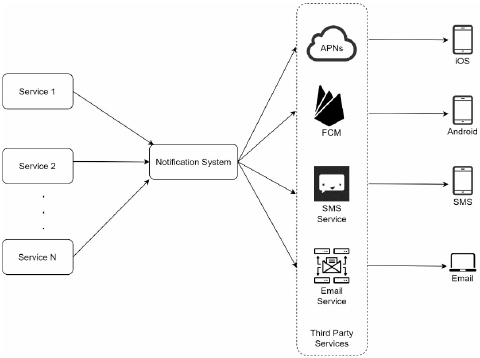 Service 1
Service 2
Service N
Notification System
APNs
FCM
SMS
Service
Email
Service
Third Party
Services
iOS
Android
SMS
Email